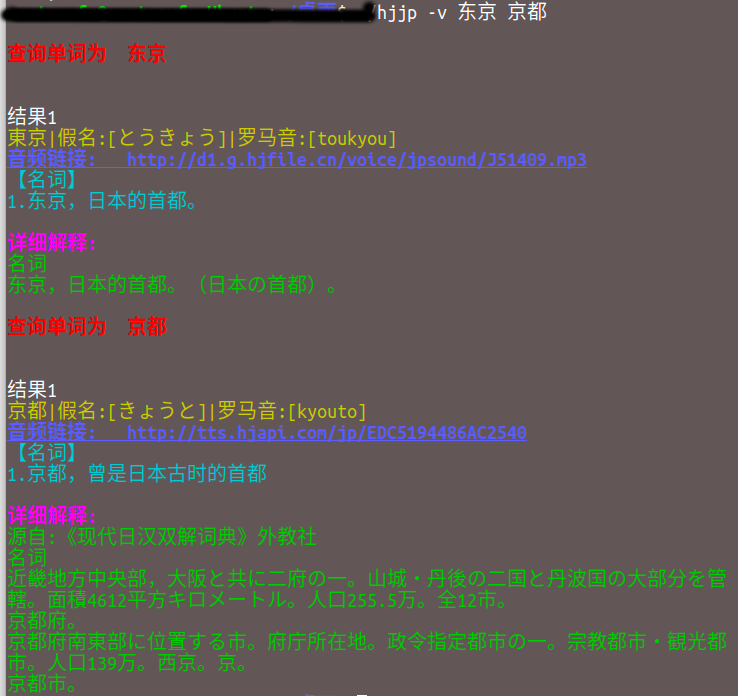 /hjjp -v 东京 京都
查询单词为 东京
结果1
東京|假名:[とうきょう]|罗马音:[toukyou]
音频链接: http://d1.g.hjfile.cn/voice/jpsound/J51409.mp3
【名词】
1.东京，日本的首都。
详细解释:
名词
东京，日本的首都。（日本の首都）。
查询单词为 京都
结果1
京都|假名:[きょうと]|罗马音:[kyouto]
音频链接: http://tts.hjapi.com/jp/EDC5194486AC2540
【名词】
1.京都，曾是日本古时的首都
详细解释:
源自:《现代日汉双解词典》外教社
名词
近畿地方中央部，大阪と共に二府の一。山城・丹後の二国と丹波国の大部分を管
轄。面積4612平方キロメートル。人口255.5万。全12市。
京都府。
京都府南東部に位置する市。府庁所在地。政令指定都市の一。宗教都市・観光都
市。人口139万。西京。京。
京都市。